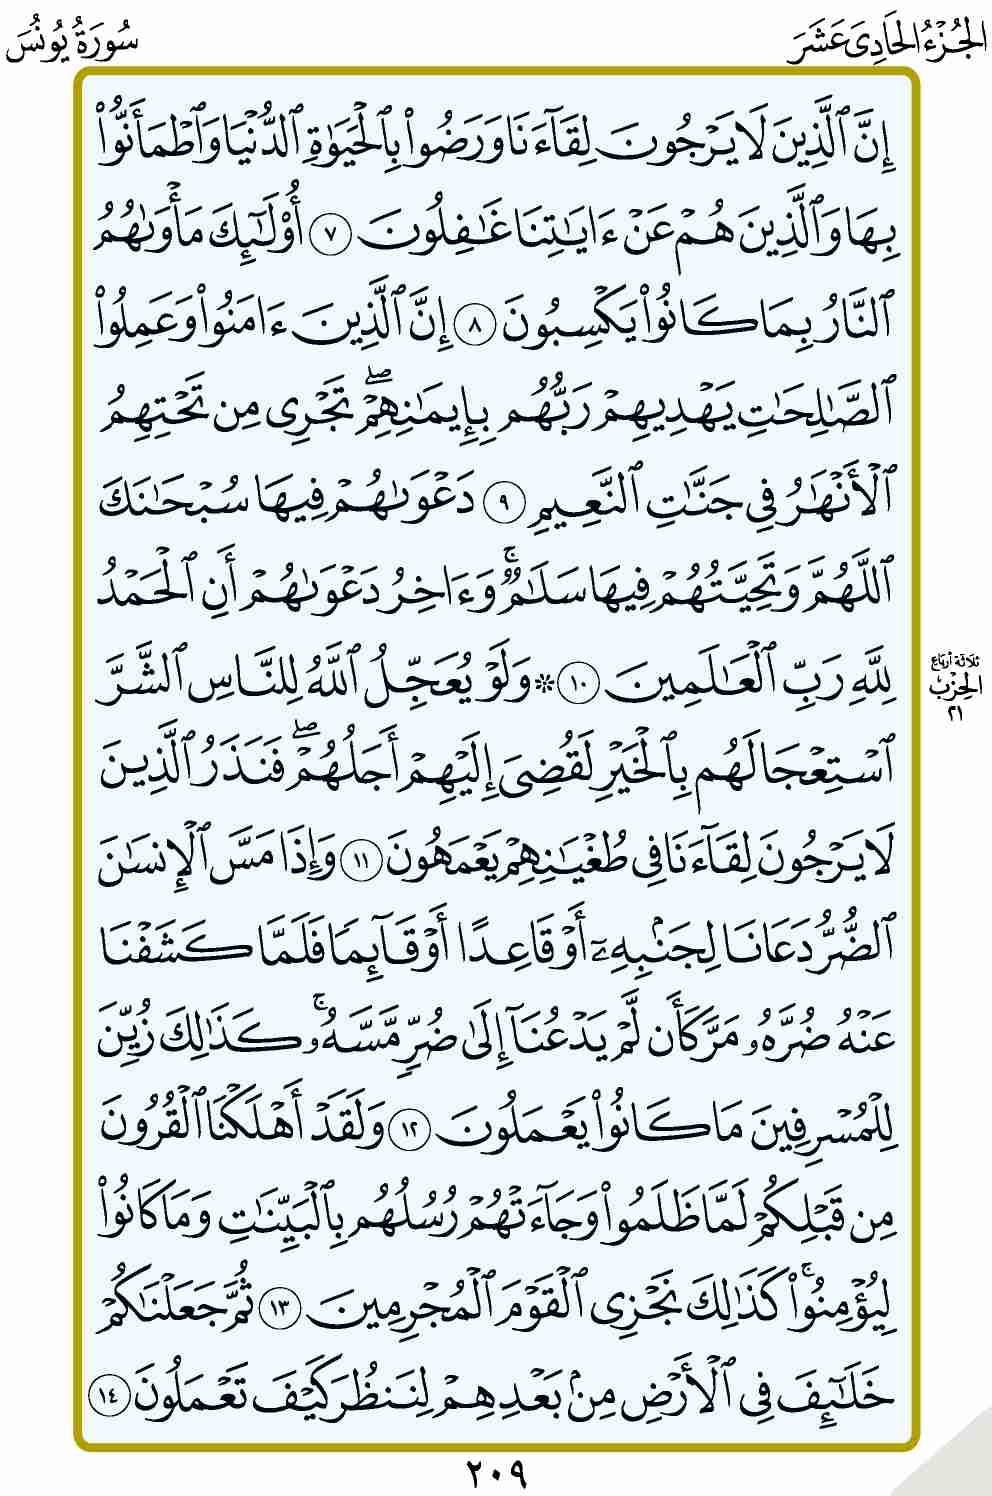 الجُزْءُ الحَادِىَ عَشَرَ
سُورَةُ يُونُسَ
إِنَّ ٱلَّذِينَ لَا يَرْجُونَ لِقَآءَنَا وَرَضُوا۟ بِٱلْحَيَوٰةِ ٱلدُّنْيَا وَٱطْمَأَنُّوا۟
بِهَا وَٱلَّذِينَ هُمْ عَنْ ءَايَٰتِنَا غَٰفِلُونَ ٧ أُو۟لَٰٓئِكَ مَأْوَىٰهُمُ
ٱلنَّارُ بِمَا كَانُوا۟ يَكْسِبُونَ ٨ إِنَّ ٱلَّذِينَ ءَامَنُوا۟ وَعَمِلُوا۟
ٱلصَّٰلِحَٰتِ يَهْدِيهِمْ رَبُّهُم بِإِيمَٰنِهِمْ ۖ تَجْرِى مِن تَحْتِهِمُ
ٱلْأَنْهَٰرُ فِى جَنَّٰتِ ٱلنَّعِيمِ ٩ دَعْوَىٰهُمْ فِيهَا سُبْحَٰنَكَ
ٱللَّهُمَّ وَتَحِيَّتُهُمْ فِيهَا سَلَٰمٌ ۚ وَءَاخِرُ دَعْوَىٰهُمْ أَنِ ٱلْحَمْدُ
لِلَّهِ رَبِّ ٱلْعَٰلَمِينَ ١٠ ۞ وَلَوْ يُعَجِّلُ ٱللَّهُ لِلنَّاسِ ٱلشَّرَّ
ثلاثة أرباع
الحِزْبُ
٢١
ٱسْتِعْجَالَهُم بِٱلْخَيْرِ لَقُضِىَ إِلَيْهِمْ أَجَلُهُمْ ۖ فَنَذَرُ ٱلَّذِينَ
لَا يَرْجُونَ لِقَآءَنَا فِى طُغْيَٰنِهِمْ يَعْمَهُونَ ١١ وَإِذَا مَسَّ ٱلْإِنسَٰنَ
ٱلضُّرُّ دَعَانَا لِجَنۢبِهِۦٓ أَوْ قَاعِدًا أَوْ قَآئِمًا فَلَمَّا كَشَفْنَا
عَنْهُ ضُرَّهُۥ مَرَّ كَأَن لَّمْ يَدْعُنَآ إِلَىٰ ضُرٍّ مَّسَّهُۥ ۚ كَذَٰلِكَ زُيِّنَ
لِلْمُسْرِفِينَ مَا كَانُوا۟ يَعْمَلُونَ ١٢ وَلَقَدْ أَهْلَكْنَا ٱلْقُرُونَ
مِن قَبْلِكُمْ لَمَّا ظَلَمُوا۟ وَجَآءَتْهُمْ رُسُلُهُم بِٱلْبَيِّنَٰتِ وَمَا كَانُوا۟
لِيُؤْمِنُوا۟ ۚ كَذَٰلِكَ نَجْزِى ٱلْقَوْمَ ٱلْمُجْرِمِينَ ١٣ ثُمَّ جَعَلْنَٰكُمْ
خَلَٰٓئِفَ فِى ٱلْأَرْضِ مِنۢ بَعْدِهِمْ لِنَنظُرَ كَيْفَ تَعْمَلُونَ ١٤
٢٠٩